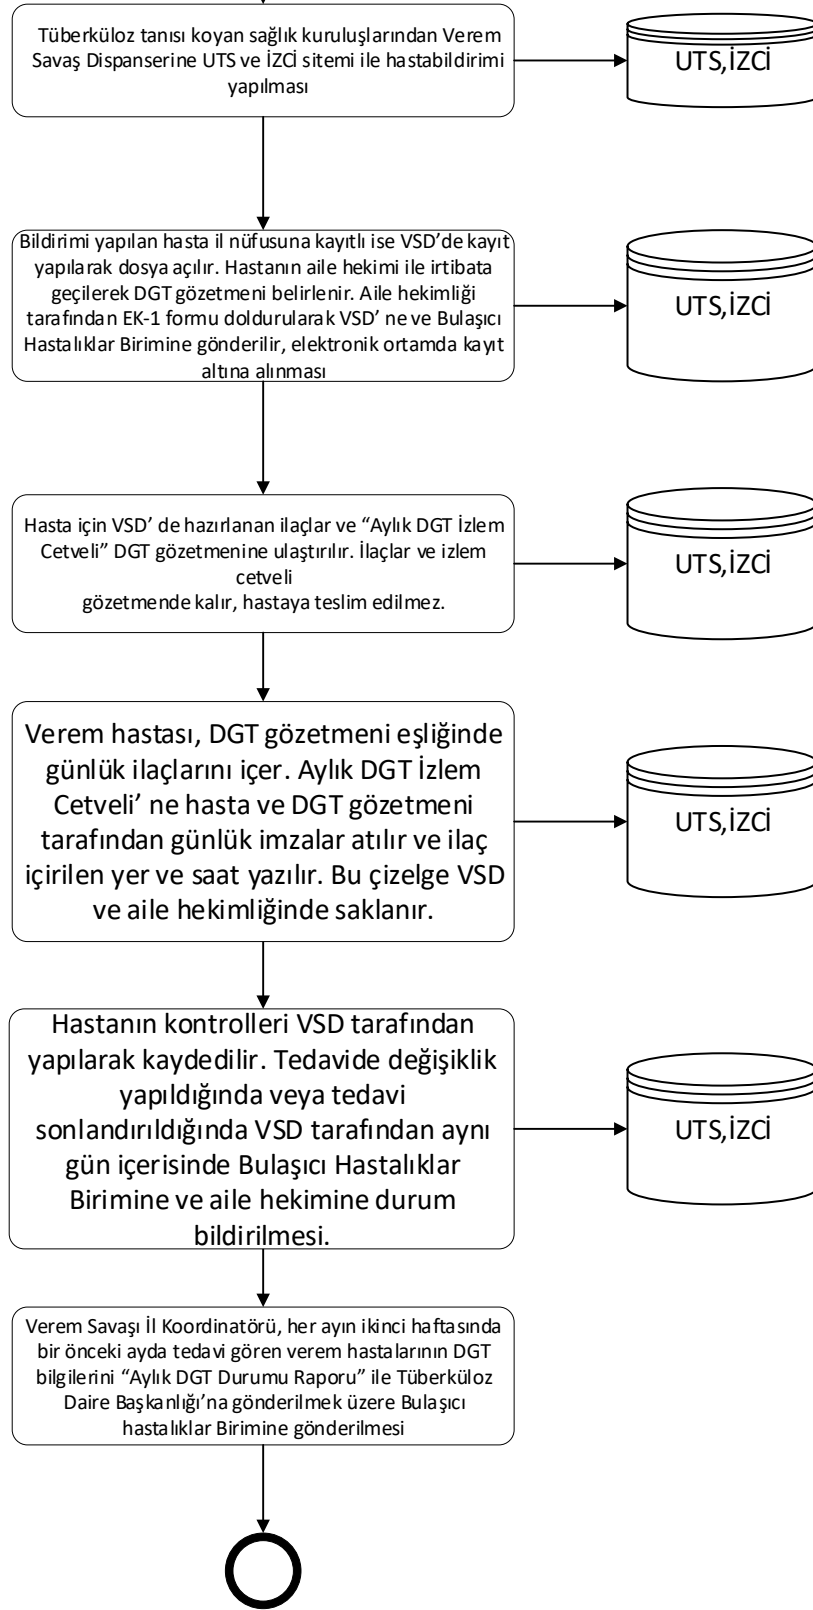 Tüberküloz tanısı koyan sağlık kuruluşlarından Verem
Savaş Dispanserine UTS ve İZCİ sitemi ile hastabildirimi
yapılması
UTS,İZCİ
Bildirimi yapılan hasta il nüfusuna kayıtlı ise VSD’de kayıt
yapılarak dosya açılır. Hastanın aile hekimi ile irtibata
geçilerek DGT gözetmeni belirlenir. Aile hekimliği
tarafından EK-1 formu doldurularak VSD’ ne ve Bulaşıcı
Hastalıklar Birimine gönderilir, elektronik ortamda kayıt
altına alınması
UTS,İZCİ
Hasta için VSD’ de hazırlanan ilaçlar ve “Aylık DGT İzlem
Cetveli” DGT gözetmenine ulaştırılır. İlaçlar ve izlem
cetveli
gözetmende kalır, hastaya teslim edilmez.
UTS,İZCİ
Verem hastası, DGT gözetmeni eşliğinde
günlük ilaçlarını içer. Aylık DGT İzlem
Cetveli’ ne hasta ve DGT gözetmeni
tarafından günlük imzalar atılır ve ilaç
içirilen yer ve saat yazılır. Bu çizelge VSD
ve aile hekimliğinde saklanır.
UTS,İZCİ
Hastanın kontrolleri VSD tarafından
yapılarak kaydedilir. Tedavide değişiklik
yapıldığında veya tedavi
sonlandırıldığında VSD tarafından aynı
gün içerisinde Bulaşıcı Hastalıklar
Birimine ve aile hekimine durum
bildirilmesi.
UTS,İZCİ
Verem Savaşı İl Koordinatörü, her ayın ikinci haftasında
bir önceki ayda tedavi gören verem hastalarının DGT
bilgilerini “Aylık DGT Durumu Raporu” ile Tüberküloz
Daire Başkanlığı’na gönderilmek üzere Bulaşıcı
hastalıklar Birimine gönderilmesi